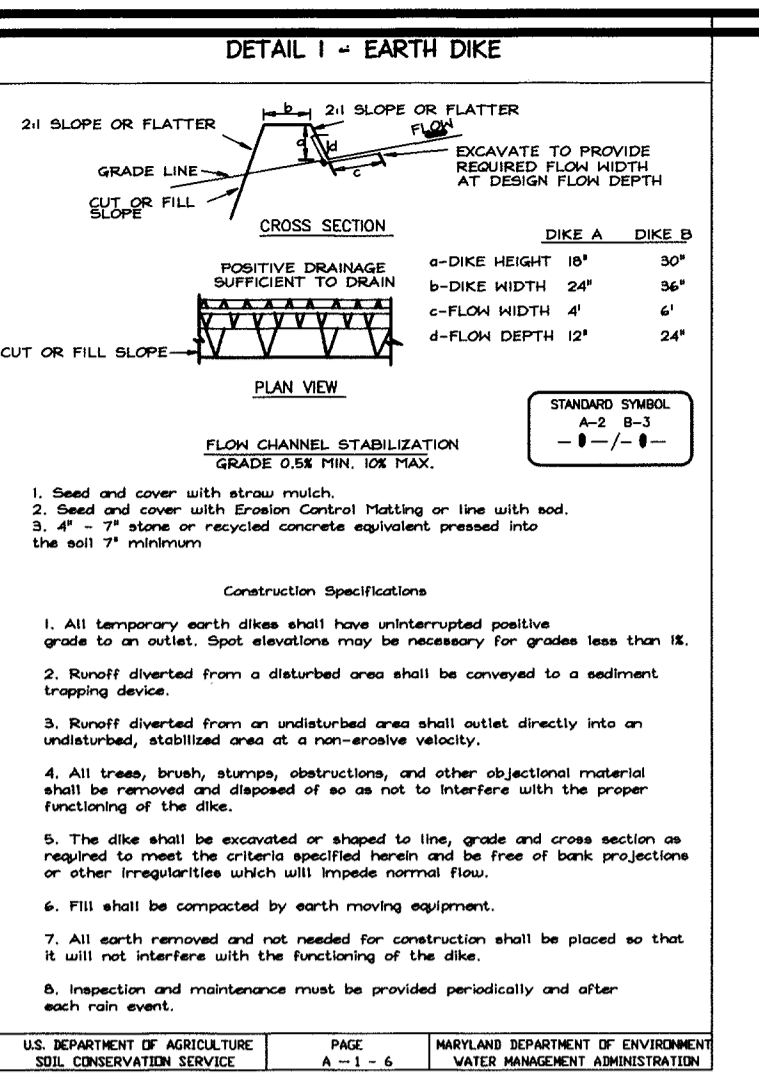 DETAIL 1 - EARTH DIKE
b
2:1 SLOPE OR FLATTER
2:1 SLOPE OR FLATTER
FLOW
a
d
EXCAVATE TO PROVIDE
REQUIRED FLOW WIDTH
AT DESIGN FLOW DEPTH
GRADE LINE
c
CUT OR FILL
SLOPE
CROSS SECTION
DIKE A DIKE B
a-DIKE HEIGHT 18" 30"
b-DIKE WIDTH 24" 36"
c-FLOW WIDTH 4' 6'
d-FLOW DEPTH 12" 24"
POSITIVE DRAINAGE
SUFFICIENT TO DRAIN
CUT OR FILL SLOPE
PLAN VIEW
STANDARD SYMBOL
A-2 B-3
FLOW CHANNEL STABILIZATION
GRADE 0.5% MIN. 10% MAX.
1. Seed and cover with straw mulch.
2. Seed and cover with Erosion Control Matting or line with sod.
3. 4" - 7" stone or recycled concrete equivalent pressed into
the soil 7" minimum
Construction Specifications
1. All temporary earth dikes shall have uninterrupted positive
grade to an outlet. Spot elevations may be necessary for grades less than 1%.
2. Runoff diverted from a disturbed area shall be conveyed to a sediment
trapping device.
3. Runoff diverted from an undisturbed area shall outlet directly into an
undisturbed, stabilized area at a non-erosive velocity.
4. All trees, brush, stumps, obstructions, and other objectional material
shall be removed and disposed of so as not to interfere with the proper
functioning of the dike.
5. The dike shall be excavated or shaped to line, grade and cross section as
required to meet the criteria specified herein and be free of bank projections
or other irregularities which will impede normal flow.
6. Fill shall be compacted by earth moving equipment.
7. All earth removed and not needed for construction shall be placed so that
it will not interfere with the functioning of the dike.
8. Inspection and maintenance must be provided periodically and after
each rain event.
U.S. DEPARTMENT OF AGRICULTURE
SOIL CONSERVATION SERVICE
PAGE
A - 1 - 6
MARYLAND DEPARTMENT OF ENVIRONMENT
WATER MANAGEMENT ADMINISTRATION